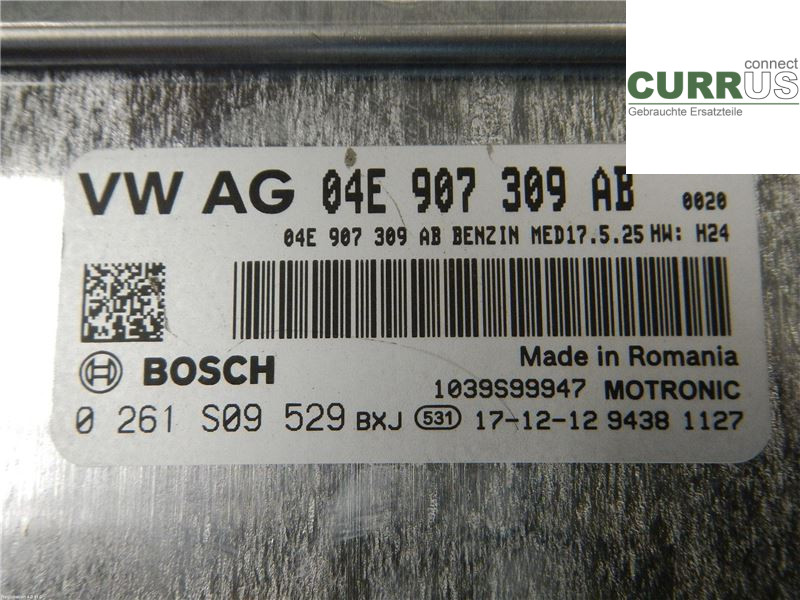 connect
CURRUS
Gebrauchte Ersatzteile
VW AG 04E 907 309 AB 0020
04E 907 309 AB BENZIN MED17.5.25 HW: H24
BOSCH
Made in Romania
1039S99947 MOTRONIC
0 261 S09 529 BXJ 531 17-12-12 9438 1127